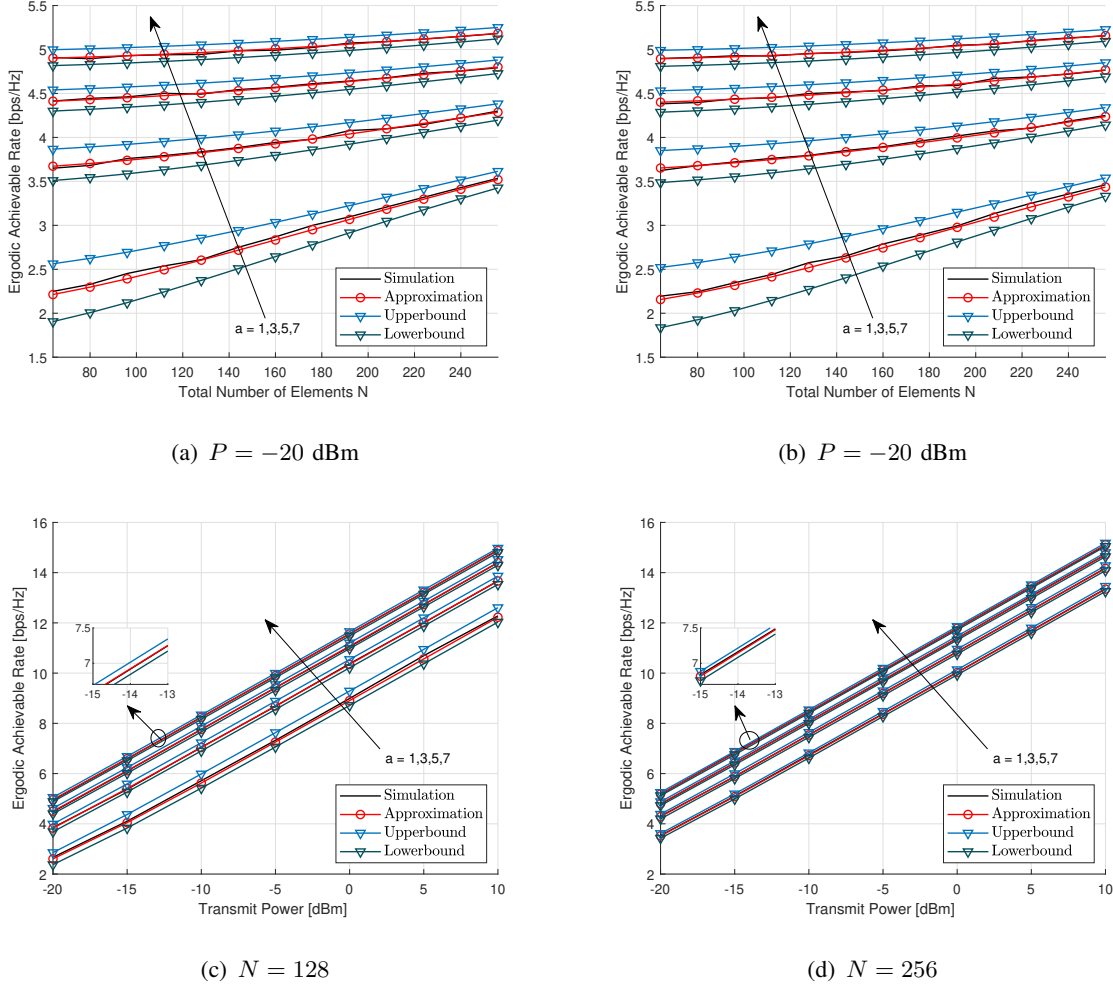 5.5
5
4.5
4
3.5
3
2.5
2
1.5
Ergodic Achievable Rate [bps/Hz]
a = 1,3,5,7
Simulation
Approximation
Upperbound
Lowerbound
80 100 120 140 160 180 200 220 240
Total Number of Elements N
(a) P = −20 dBm
5.5
5
4.5
4
3.5
3
2.5
2
1.5
Ergodic Achievable Rate [bps/Hz]
a = 1,3,5,7
Simulation
Approximation
Upperbound
Lowerbound
80 100 120 140 160 180 200 220 240
Total Number of Elements N
(b) P = −20 dBm
16
14
12
10
8
6
4
2
Ergodic Achievable Rate [bps/Hz]
7.5
7
-15 -14 -13
a = 1,3,5,7
Simulation
Approximation
Upperbound
Lowerbound
-20 -15 -10 -5 0 5 10
Transmit Power [dBm]
(c) N = 128
16
14
12
10
8
6
4
2
Ergodic Achievable Rate [bps/Hz]
7.5
7
-15 -14 -13
a = 1,3,5,7
Simulation
Approximation
Upperbound
Lowerbound
-20 -15 -10 -5 0 5 10
Transmit Power [dBm]
(d) N = 256